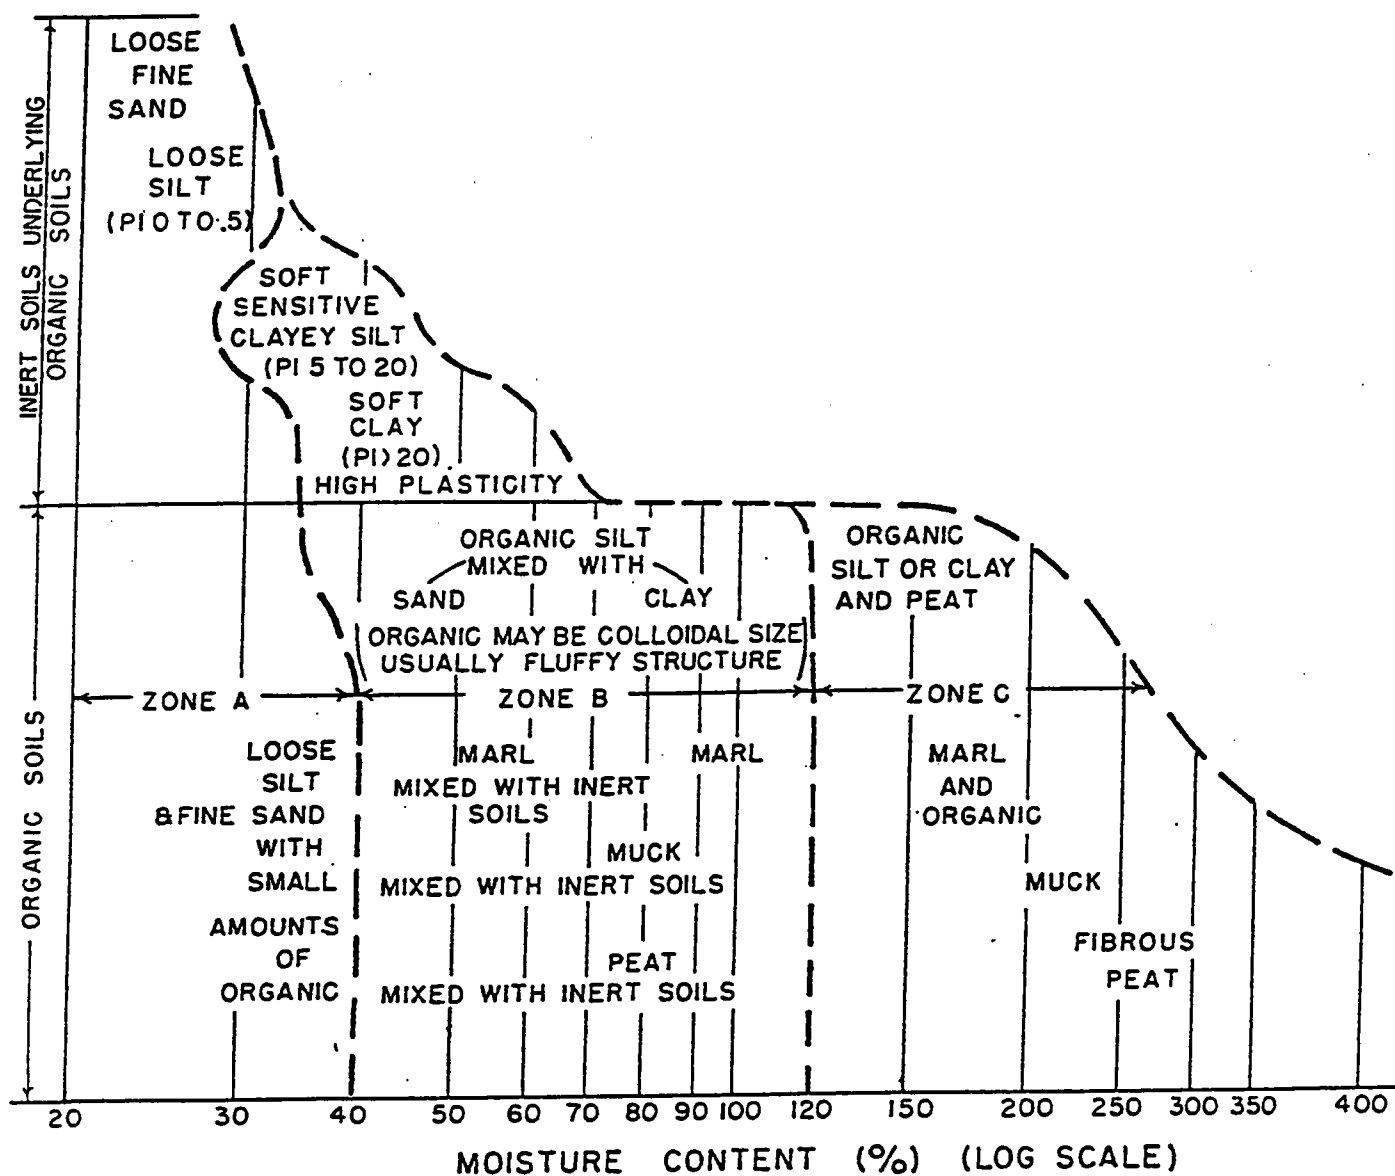 INERT SOILS UNDERLYING
ORGANIC SOILS
LOOSE
FINE
SAND
LOOSE
SILT
(PI 0 TO 5)
SOFT
SENSITIVE
CLAYEY SILT
(PI 5 TO 20)
SOFT
CLAY
(PI>20)
HIGH PLASTICITY
ORGANIC SOILS
ORGANIC SILT
MIXED WITH
SAND CLAY
ORGANIC MAY BE COLLOIDAL SIZE
USUALLY FLUFFY STRUCTURE
ORGANIC
SILT OR CLAY
AND PEAT
ZONE A ZONE B ZONE C
LOOSE
SILT
& FINE SAND
WITH
SMALL
AMOUNTS
OF
ORGANIC
MARL
MIXED WITH INERT
SOILS
MARL
MUCK
MIXED WITH INERT SOILS
PEAT
MIXED WITH INERT SOILS
MARL
AND
ORGANIC
MUCK
FIBROUS
PEAT
20 30 40 50 60 70 80 90 100 120 150 200 250 300 350 400
MOISTURE CONTENT (%) (LOG SCALE)